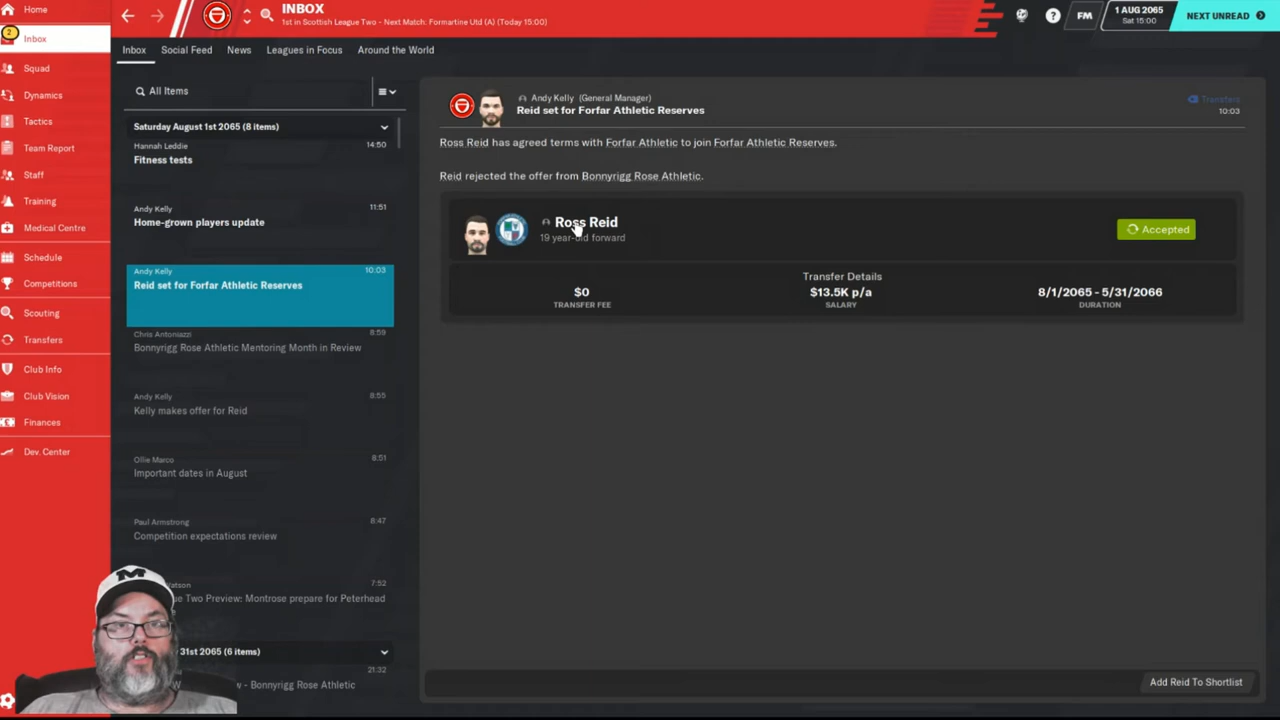 INBOX
1st in Scottish League Two - Next Match: Formartine Utd (A) (Today 15:00)
FM
1 AUG 2065
Sat 15:00
NEXT UNREAD
2
Home
Inbox
Squad
Dynamics
Tactics
Team Report
Staff
Training
Medical Centre
Schedule
Competitions
Scouting
Transfers
Club Info
Club Vision
Finances
Dev. Center
Inbox
Social Feed
News
Leagues in Focus
Around the World
All Items
Saturday August 1st 2065 (8 items)
Hannah Leddie
14:50
Fitness tests
Andy Kelly
11:51
Home-grown players update
Andy Kelly
10:03
Reid set for Forfar Athletic Reserves
Chris Antoniazzi
8:59
Bonnyrigg Rose Athletic Mentoring Month in Review
Andy Kelly
8:55
Kelly makes offer for Reid
Ollie Marco
8:51
Important dates in August
Paul Armstrong
8:47
Competition expectations review
7:52
Two Preview: Montrose prepare for Peterhead
31st 2065 (6 items)
21:32
- Bonnyrigg Rose Athletic
Andy Kelly (General Manager)
Reid set for Forfar Athletic Reserves
Transfers
10:03
Ross Reid has agreed terms with Forfar Athletic to join Forfar Athletic Reserves.
Reid rejected the offer from Bonnyrigg Rose Athletic.
Ross Reid
19 year-old forward
Accepted
Transfer Details
$0
TRANSFER FEE
$13.5K p/a
SALARY
8/1/2065 - 5/31/2066
DURATION
Add Reid To Shortlist